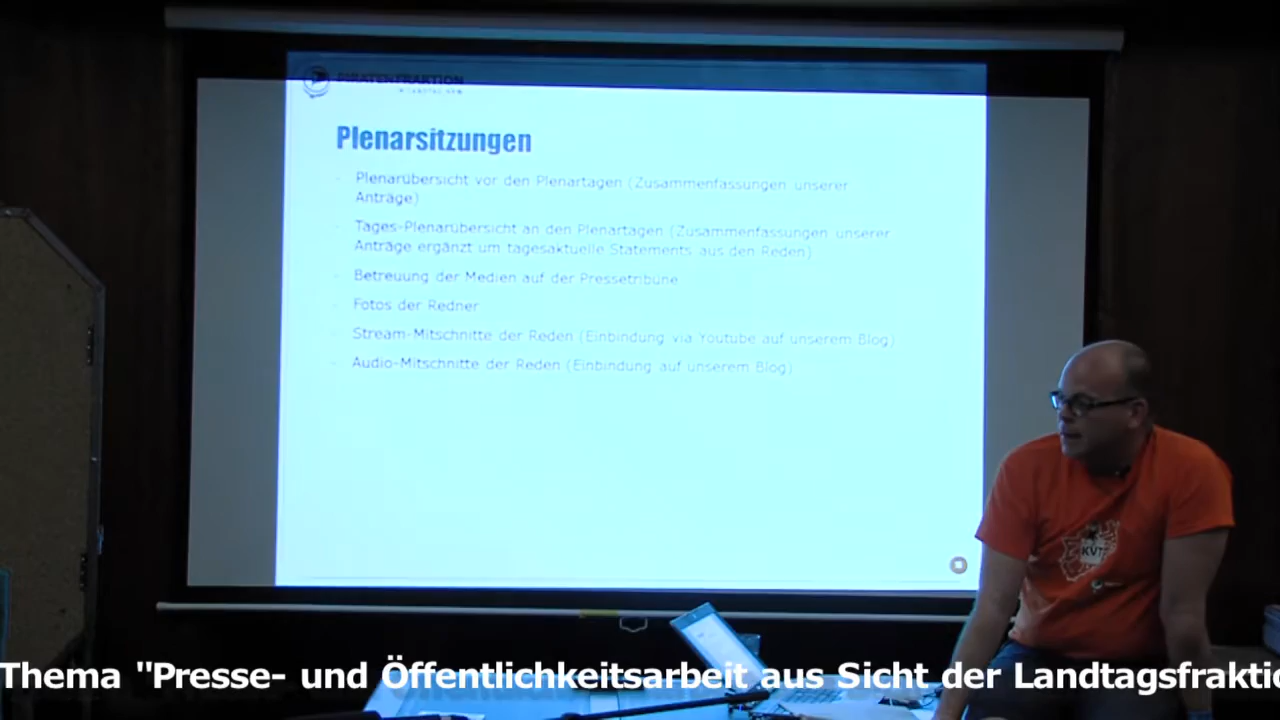 PIRATENFRAKTION
Plenarsitzungen
- Plenarübersicht vor den Plenartagen (Zusammenfassungen unserer
Anträge)
- Tages-Plenarübersicht an den Plenartagen (Zusammenfassungen unserer
Anträge ergänzt um tagesaktuelle Statements aus den Reden)
- Betreuung der Medien auf der Pressetribüne
- Fotos der Redner
- Stream-Mitschnitte der Reden (Einbindung via Youtube auf unserem Blog)
- Audio-Mitschnitte der Reden (Einbindung auf unserem Blog)
KVT
Thema "Presse- und Öffentlichkeitsarbeit aus Sicht der Landtagsfraktio